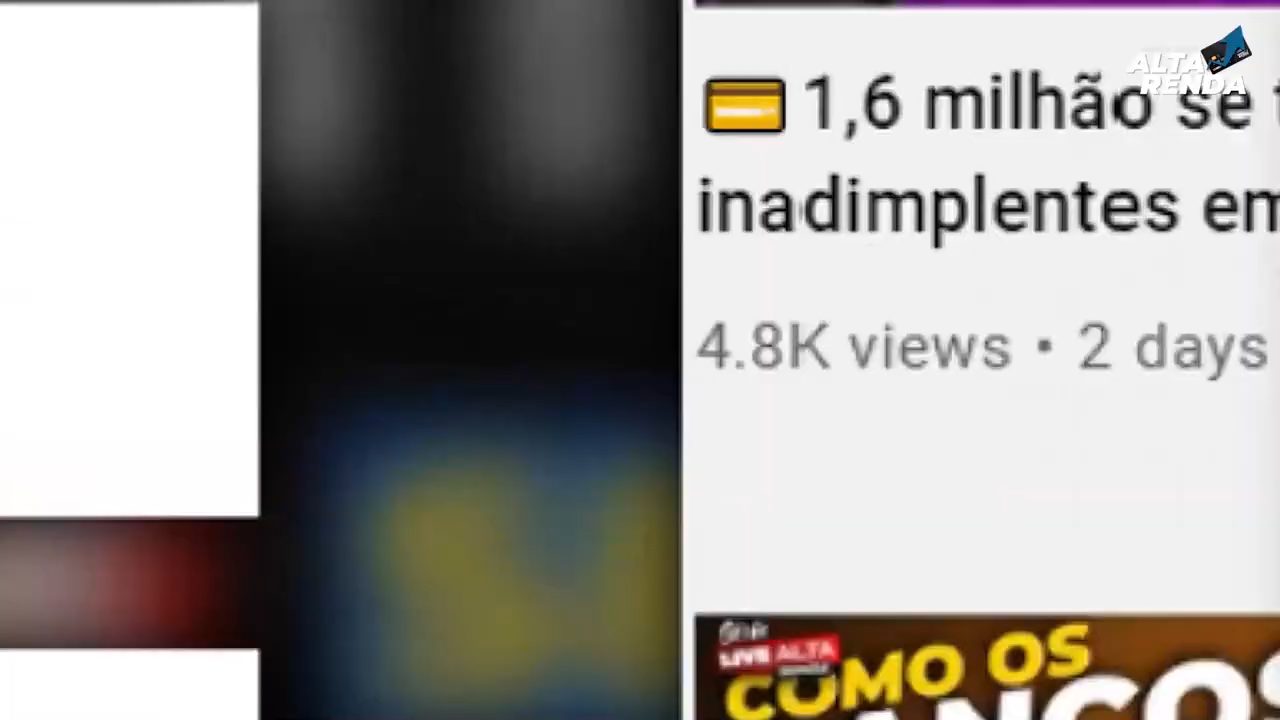 ALTA
RENDA
1,6 milhão se
inadimplentes em
4.8K views • 2 days
LIVE ALTA
COMO OS